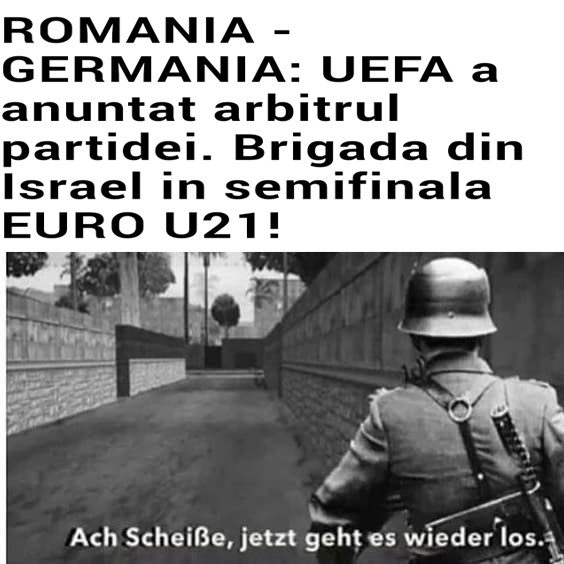 ROMANIA -
GERMANIA: UEFA a
anuntat arbitrul
partidei. Brigada din
Israel in semifinala
EURO U21!
Ach Scheiße, jetzt geht es wieder los.